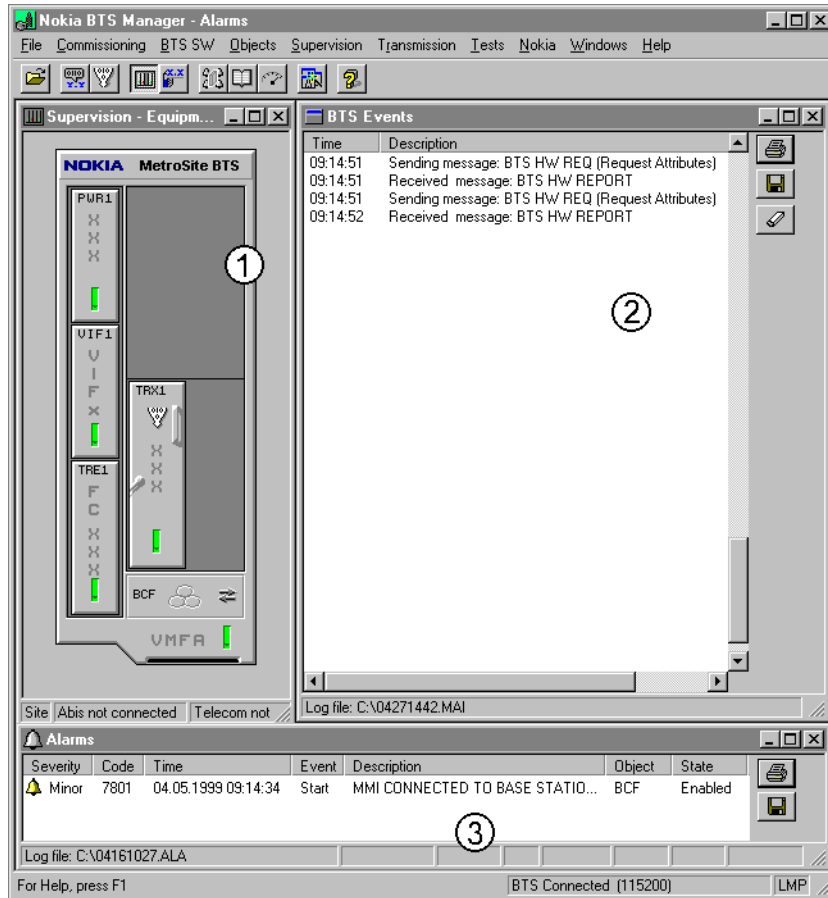 Nokia BTS Manager - Alarms
File Commissioning BTS SW Objects Supervision Transmission Tests Nokia Windows Help
Supervision - Equipm...
NOKIA MetroSite BTS
PWR1
X
X
X
VIF1
V
I
F
X
TRE1
F
C
X
X
X
TRX1
X
X
X
BCF
VMFA
1
Site Abis not connected Telecom not
BTS Events
Time Description
09:14:51 Sending message: BTS HW REQ (Request Attributes)
09:14:51 Received message: BTS HW REPORT
09:14:51 Sending message: BTS HW REQ (Request Attributes)
09:14:52 Received message: BTS HW REPORT
2
Log file: C:\04271442.MAI
Alarms
Severity Code Time Event Description Object State
Minor 7801 04.05.1999 09:14:34 Start MMI CONNECTED TO BASE STATIO... BCF Enabled
3
Log file: C:\04161027.ALA
For Help, press F1 BTS Connected (115200) LMP